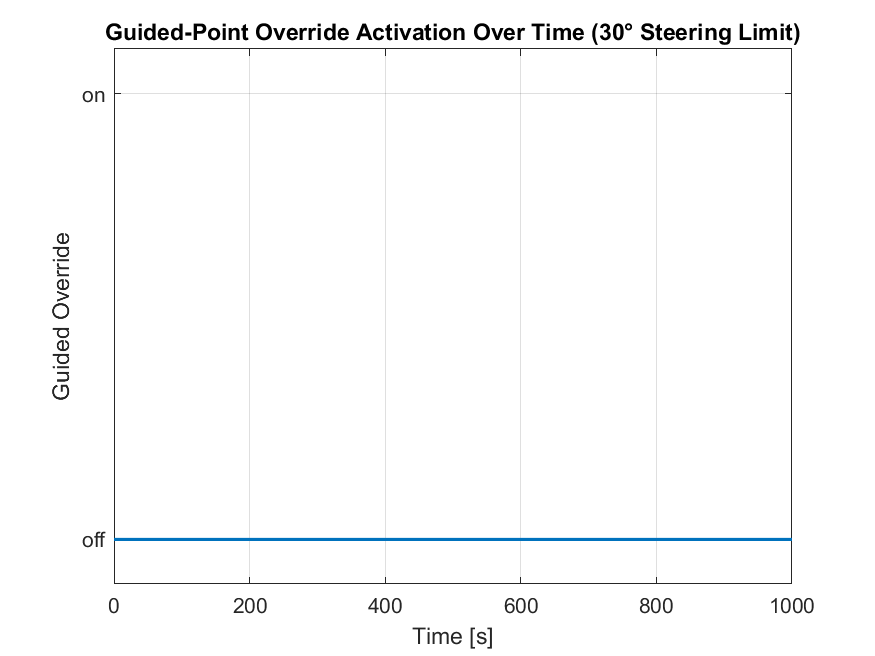 Guided-Point Override Activation Over Time (30° Steering Limit)
on
Guided Override
off
0 200 400 600 800 1000
Time [s]